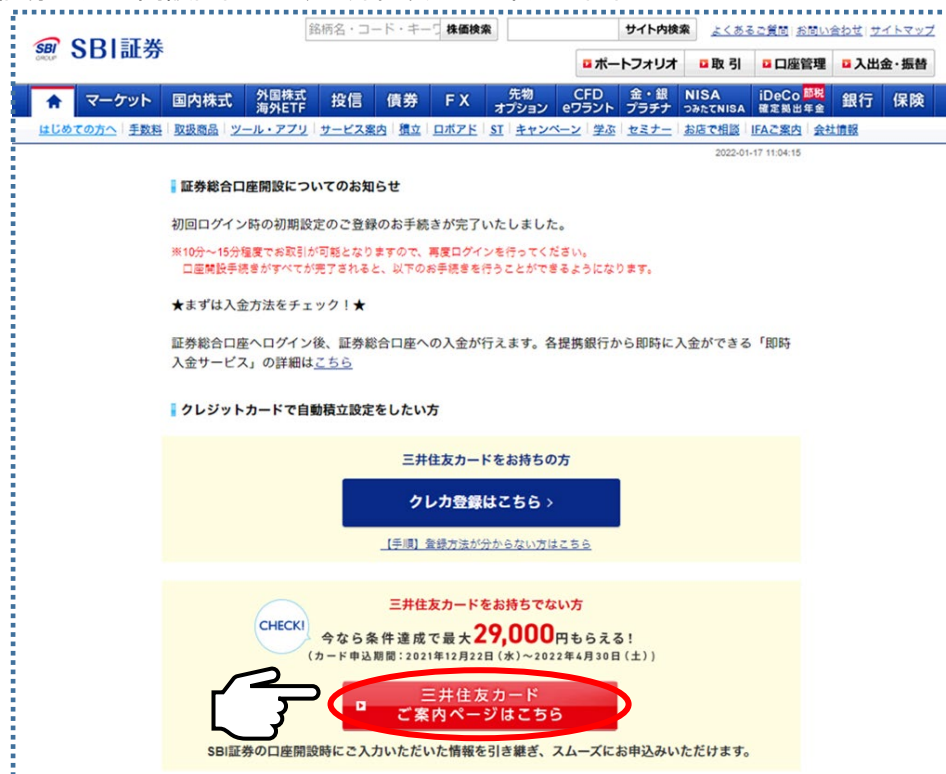 銘柄名・コード・キーワ 株価検索 サイト内検索 よくあるご質問 お問い合わせ サイトマップ
SBI GROUP SBI証券
ポートフォリオ 取引 口座管理 入出金・振替
マーケット 国内株式 外国株式 海外ETF 投信 債券 FX 先物 オプション CFD eワラント 金・銀 プラチナ NISA つみたてNISA iDeCo 節税 確定拠出年金 銀行 保険
はじめての方へ 手数料 取扱商品 ツール・アプリ サービス案内 積立 ロボアド ST キャンペーン 学ぶ セミナー お店で相談 IFAご案内 会社情報
2022-01-17 11:04:15
証券総合口座開設についてのお知らせ
初回ログイン時の初期設定のご登録のお手続きが完了いたしました。
※10分～15分程度でお取引が可能となりますので、再度ログインを行ってください。
口座開設手続きがすべてが完了されると、以下のお手続きを行うことができるようになります。
★まずは入金方法をチェック！★
証券総合口座へログイン後、証券総合口座への入金が行えます。各提携銀行から即時に入金ができる「即時
入金サービス」の詳細はこちら
クレジットカードで自動積立設定をしたい方
三井住友カードをお持ちの方
クレカ登録はこちら >
【手順】登録方法が分からない方はこちら
三井住友カードをお持ちでない方
CHECK!
今なら条件達成で最大29,000円もらえる！
（カード申込期間：2021年12月22日（水）～2022年4月30日（土））
三井住友カード
ご案内ページはこちら
SBI証券の口座開設時にご入力いただいた情報を引き継ぎ、スムーズにお申込みいただけます。